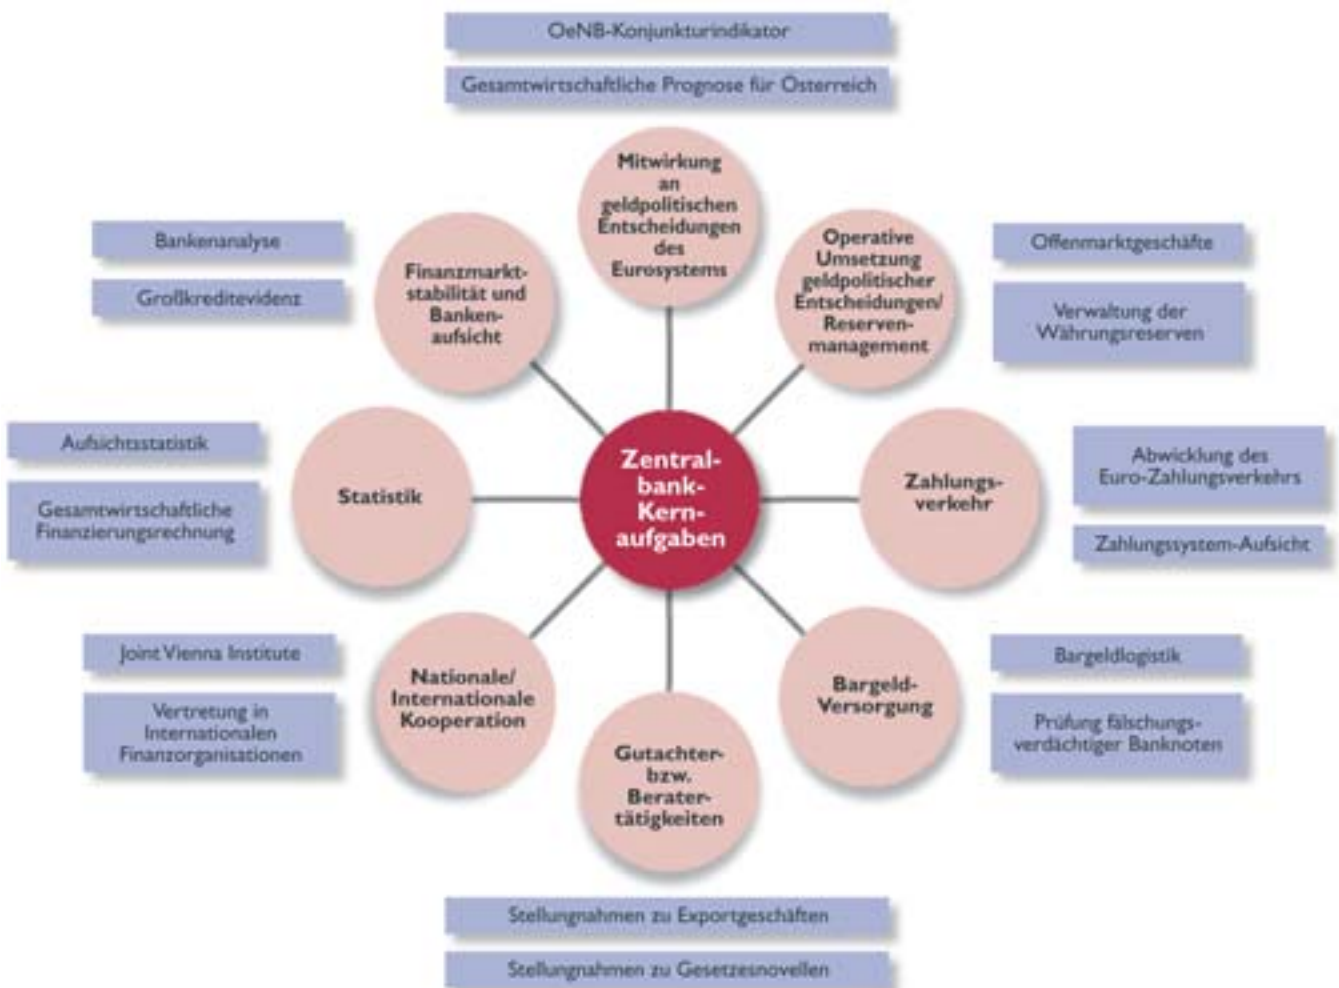 OeNB-Konjunkturindikator
Gesamtwirtschaftliche Prognose für Österreich
Mitwirkung
an
geldpolitischen
Entscheidungen
des
Eurosystems
Operative
Umsetzung
geldpolitischer
Entscheidungen/
Reserven-
management
Offenmarktgeschäfte
Verwaltung der
Währungsreserven
Zahlungs-
verkehr
Abwicklung des
Euro-Zahlungsverkehrs
Zahlungssystem-Aufsicht
Bargeld-
Versorgung
Bargeldlogistik
Prüfung fälschungs-
verdächtiger Banknoten
Gutachter-
bzw.
Berater-
tätigkeiten
Stellungnahmen zu Exportgeschäften
Stellungnahmen zu Gesetzesnovellen
Nationale/
Internationale
Kooperation
Joint Vienna Institute
Vertretung in
Internationalen
Finanzorganisationen
Statistik
Aufsichtsstatistik
Gesamtwirtschaftliche
Finanzierungsrechnung
Finanzmarkt-
stabilität und
Banken-
aufsicht
Bankenanalyse
Großkreditevidenz
Zentral-
bank-
Kern-
aufgaben